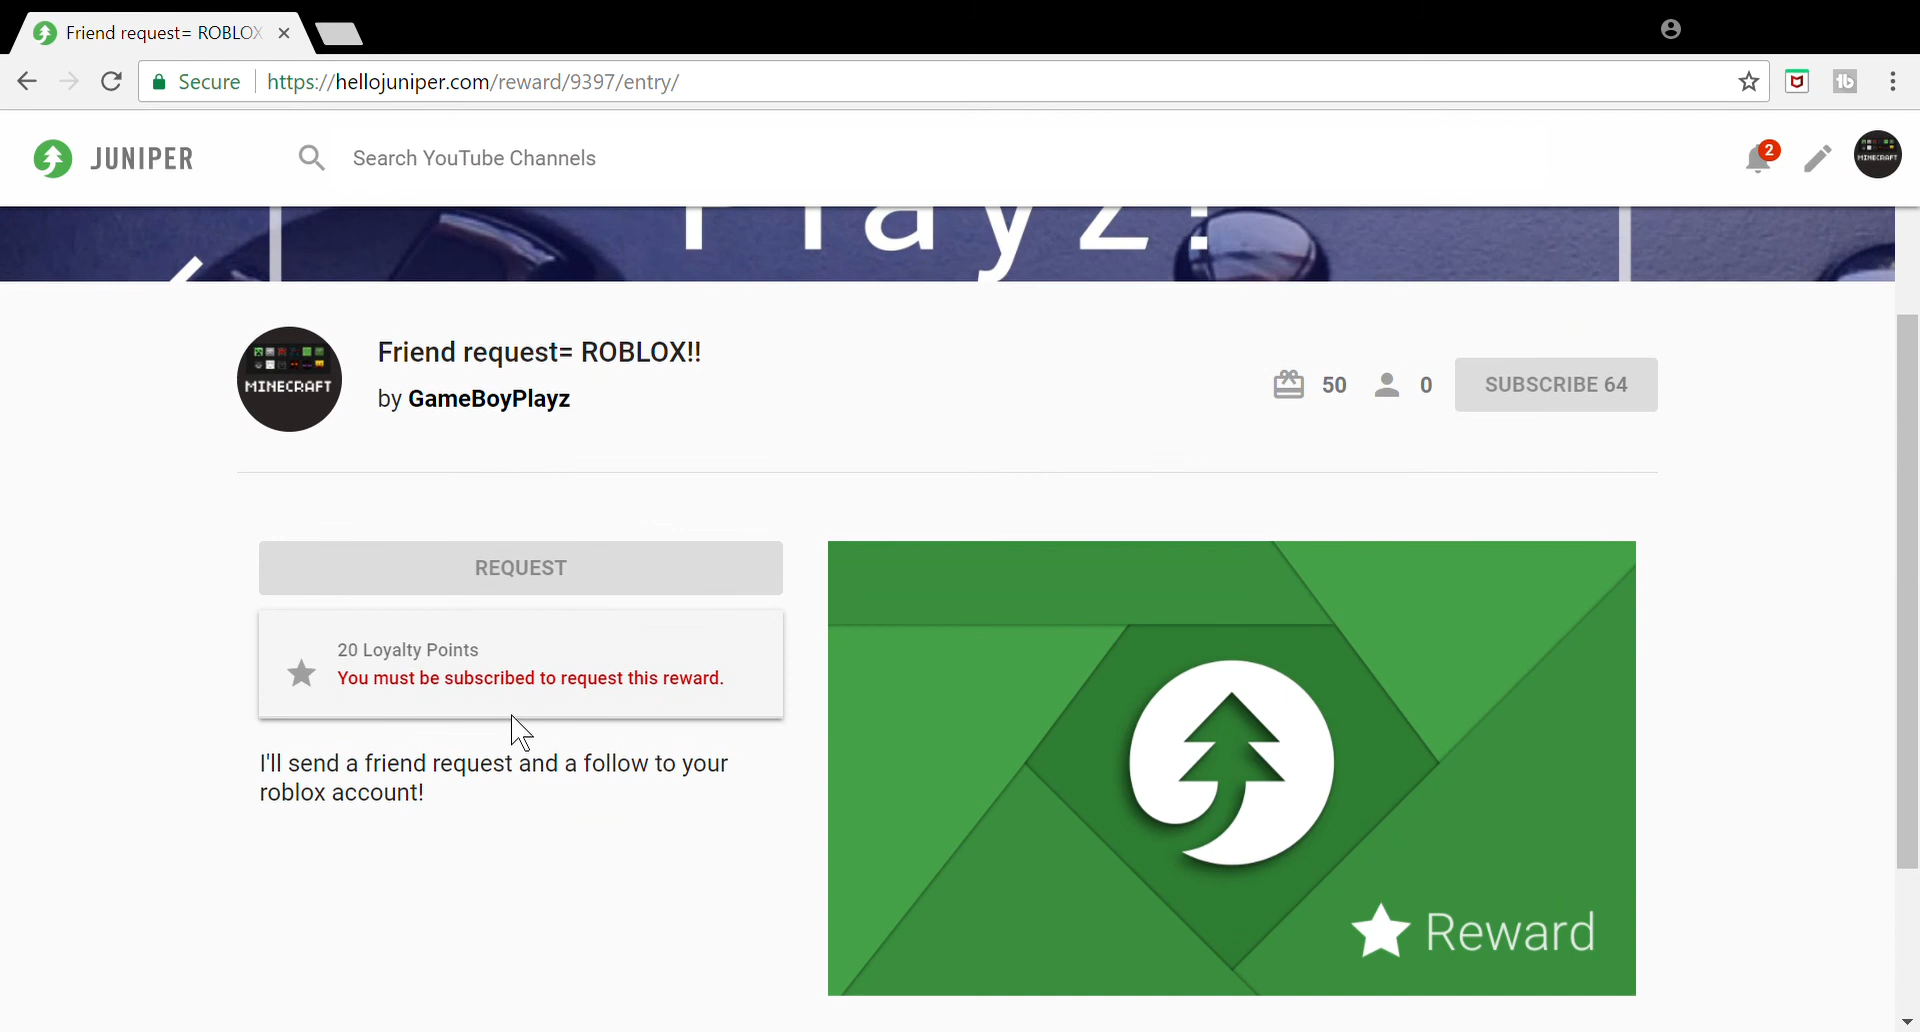 Friend request= ROBLOX
Secure
https://hellojuniper.com/reward/9397/entry/
JUNIPER
Search YouTube Channels
2
MINECRAFT
Playz!
MINECRAFT
Friend request= ROBLOX!!
by GameBoyPlayz
50
0
SUBSCRIBE 64
REQUEST
20 Loyalty Points
You must be subscribed to request this reward.
I'll send a friend request and a follow to your
roblox account!
Reward